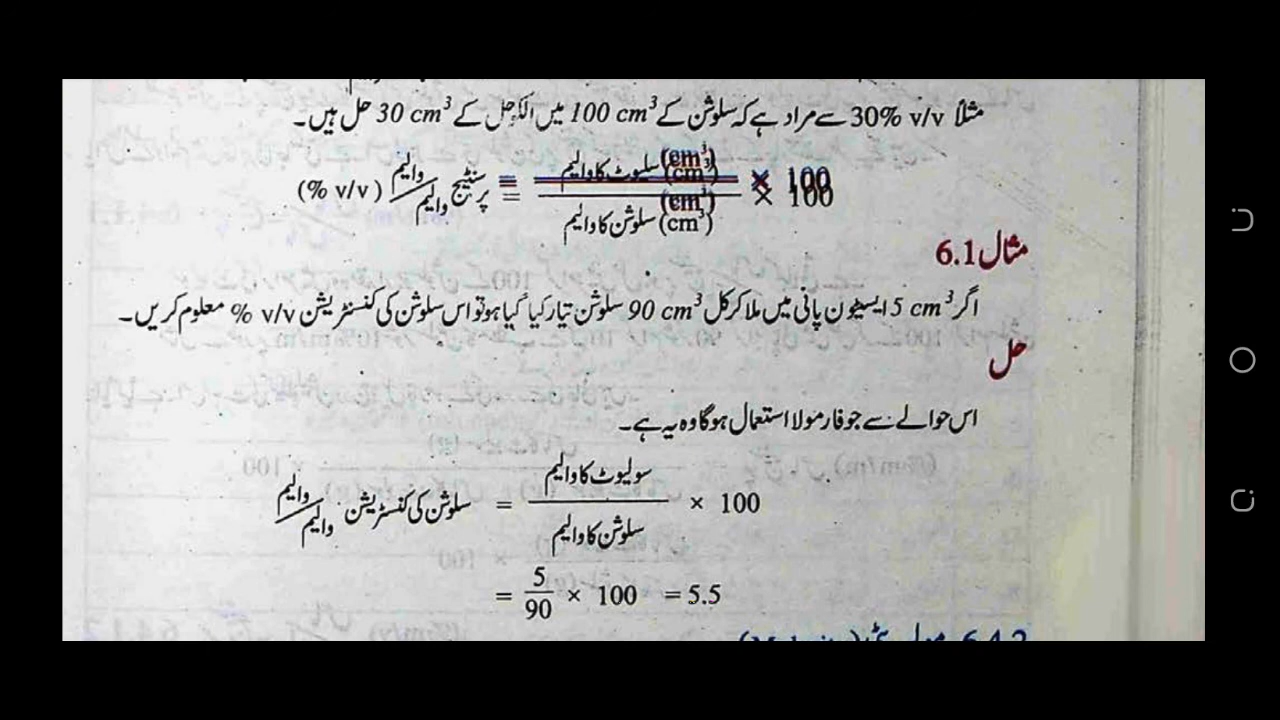 مثلاً 30% v/v سے مراد ہے کہ سلوشن کے 100 cm³ میں الکوحل کے 30 cm³ حل ہیں۔
(% v/v) والیم/والیم پرسنٹیج = سلیوٹ کا والیم (cm³) / سلوشن کا والیم (cm³) × 100
مثال 6.1
اگر 5 cm³ ایسیٹون پانی میں ملا کر کل 90 cm³ سلوشن تیار کیا گیا ہو تو اس سلوشن کی کنسنٹریشن % v/v معلوم کریں۔
حل
اس حوالے سے جو فارمولا استعمال ہوگا وہ یہ ہے۔
والیم/والیم سلوشن کی کنسنٹریشن = سولیوٹ کا والیم / سلوشن کا والیم × 100
= 5/90 × 100 = 5.5